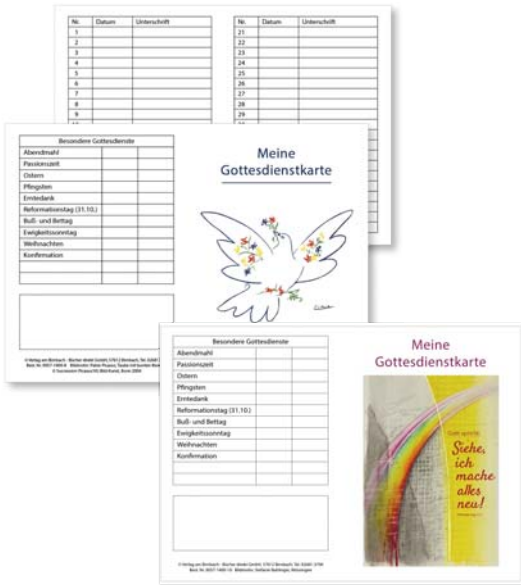 Nr. Datum Unterschrift
1
2
3
4
5
6
7
8
9
Nr. Datum Unterschrift
21
22
23
24
25
26
27
28
29
Besondere Gottesdienste
Abendmahl
Passionszeit
Ostern
Pfingsten
Erntedank
Reformationstag (31.10.)
Buß- und Bettag
Ewigkeitssonntag
Weihnachten
Konfirmation
Meine
Gottesdienstkarte
Besondere Gottesdienste
Abendmahl
Passionszeit
Ostern
Pfingsten
Erntedank
Reformationstag (31.10.)
Buß- und Bettag
Ewigkeitssonntag
Weihnachten
Konfirmation
Meine
Gottesdienstkarte
Gott spricht:
Siehe,
ich
mache
alles
neu!